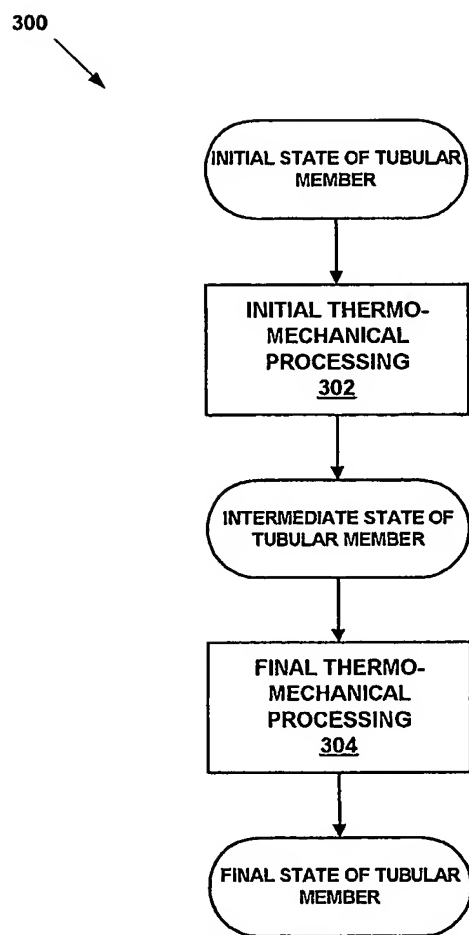 300
INITIAL STATE OF TUBULAR
MEMBER
INITIAL THERMO-
MECHANICAL
PROCESSING
302
INTERMEDIATE STATE OF
TUBULAR MEMBER
FINAL THERMO-
MECHANICAL
PROCESSING
304
FINAL STATE OF TUBULAR
MEMBER